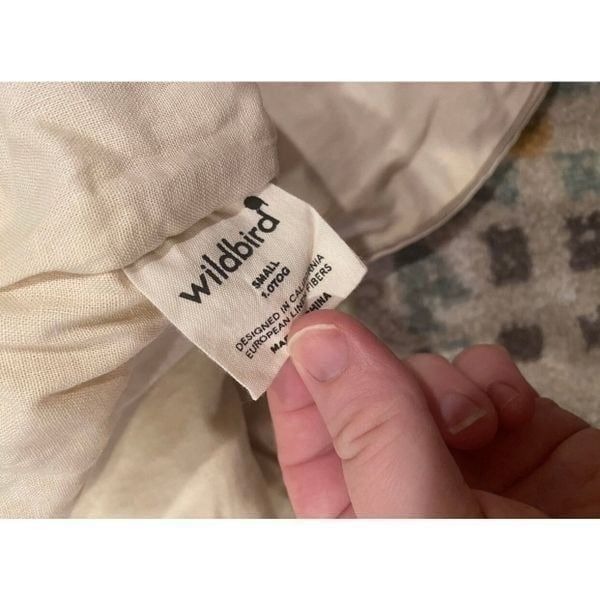 wildbird
SMALL
1.0TOG
DESIGNED IN CALIFORNIA
EUROPEAN FIBERS